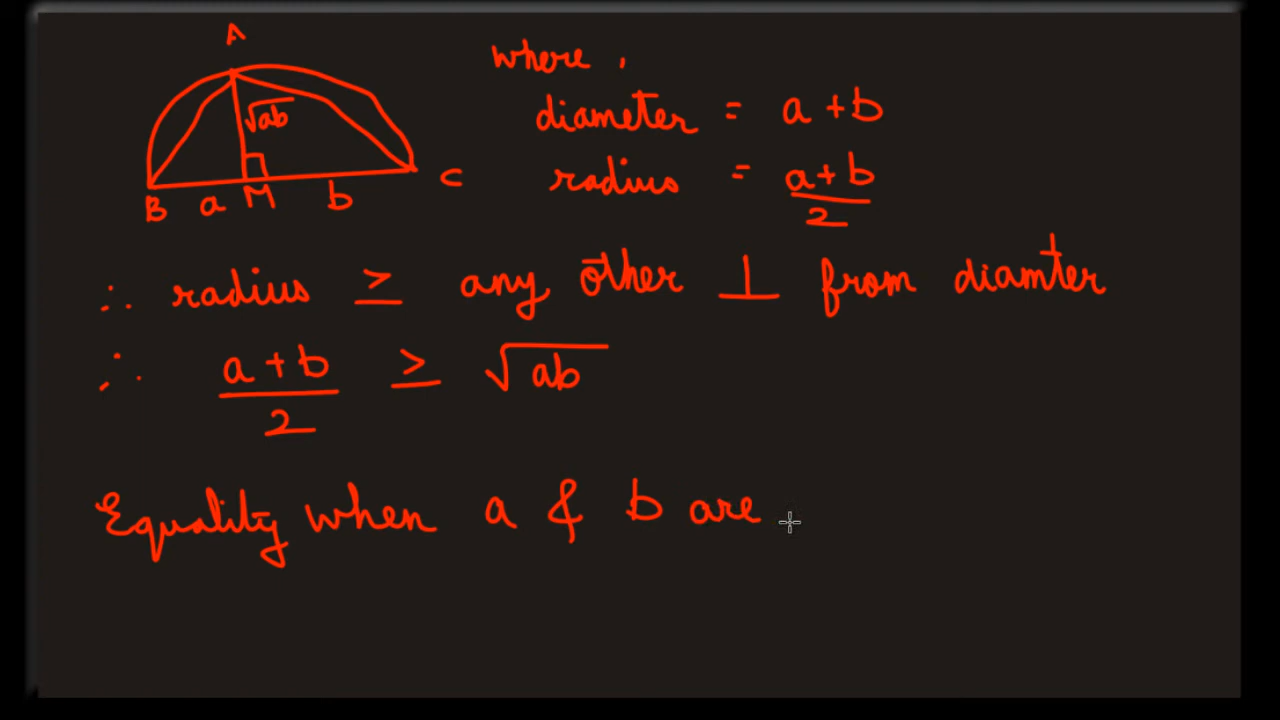 A
where,
√ab
diameter = a + b
B a M b C
radius = a + b / 2
∴ radius ≥ any other ⊥ from diamter
∴ a + b / 2 ≥ √ab
Equality when a & b are